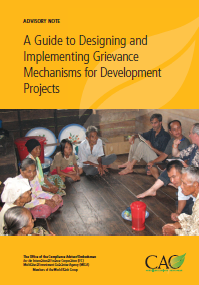 ADVISORY NOTE
A Guide to Designing and
Implementing Grievance
Mechanisms for Development
Projects
The Office of the Compliance Advisor/Ombudsman
for the International Finance Corporation (IFC)
Multilateral Investment Guarantee Agency (MIGA)
Members of the World Bank Group
CAO